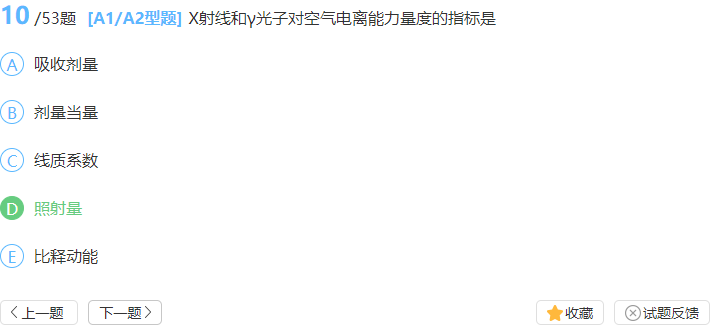 10 /53题 [A1/A2型题] X射线和γ光子对空气电离能力量度的指标是
A 吸收剂量
B 剂量当量
C 线质系数
D 照射量
E 比释动能
上一题 下一题 收藏 试题反馈